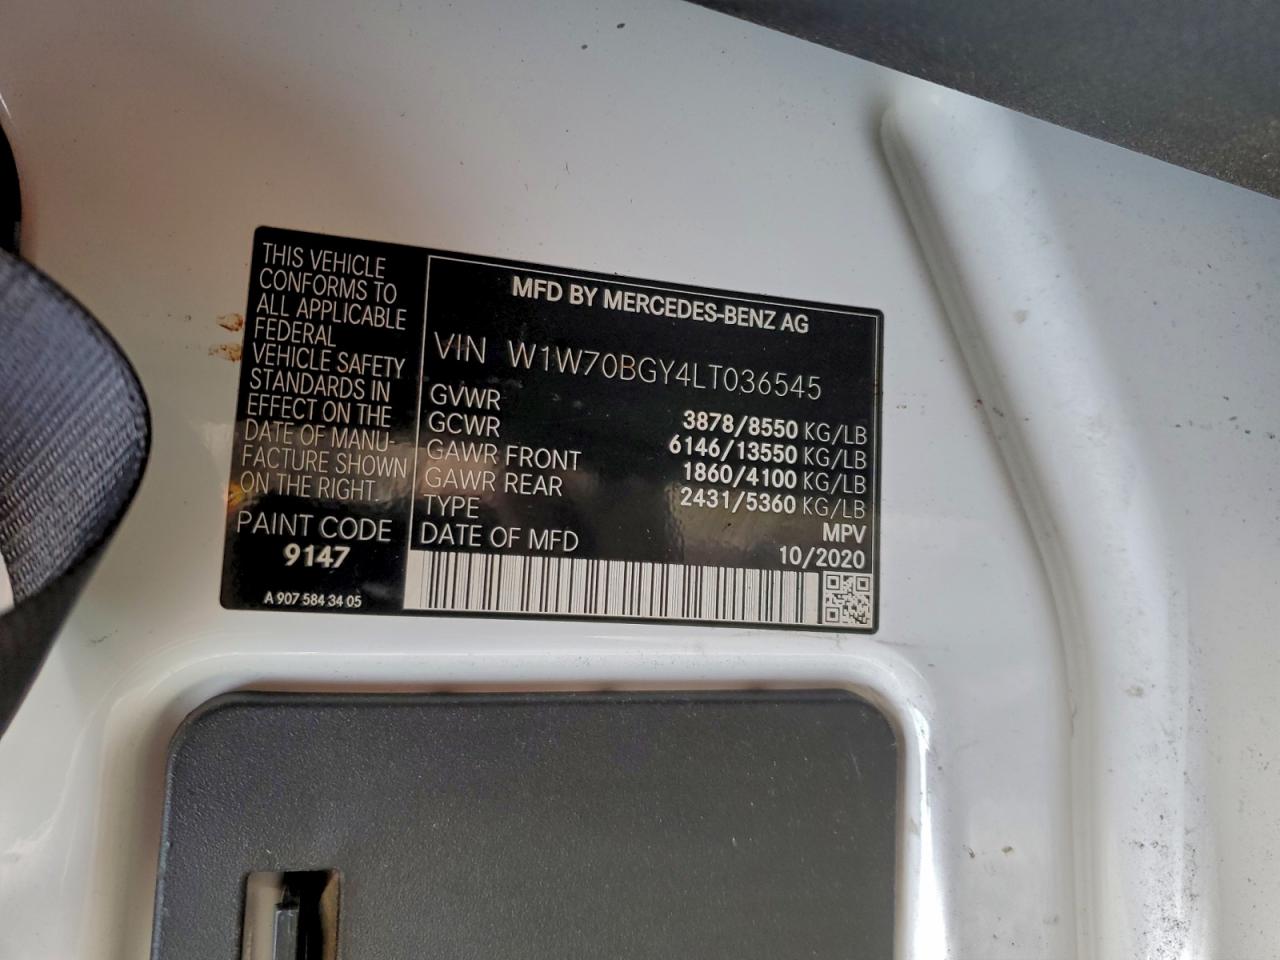 THIS VEHICLE
CONFORMS TO
ALL APPLICABLE
FEDERAL
VEHICLE SAFETY
STANDARDS IN
EFFECT ON THE
DATE OF MANU-
FACTURE SHOWN
ON THE RIGHT.
PAINT CODE
9147
A 907 584 34 05
MFD BY MERCEDES-BENZ AG
VIN W1W70BGY4LT036545
GVWR 3878/8550 KG/LB
GCWR 6146/13550 KG/LB
GAWR FRONT 1860/4100 KG/LB
GAWR REAR 2431/5360 KG/LB
TYPE MPV
DATE OF MFD 10/2020